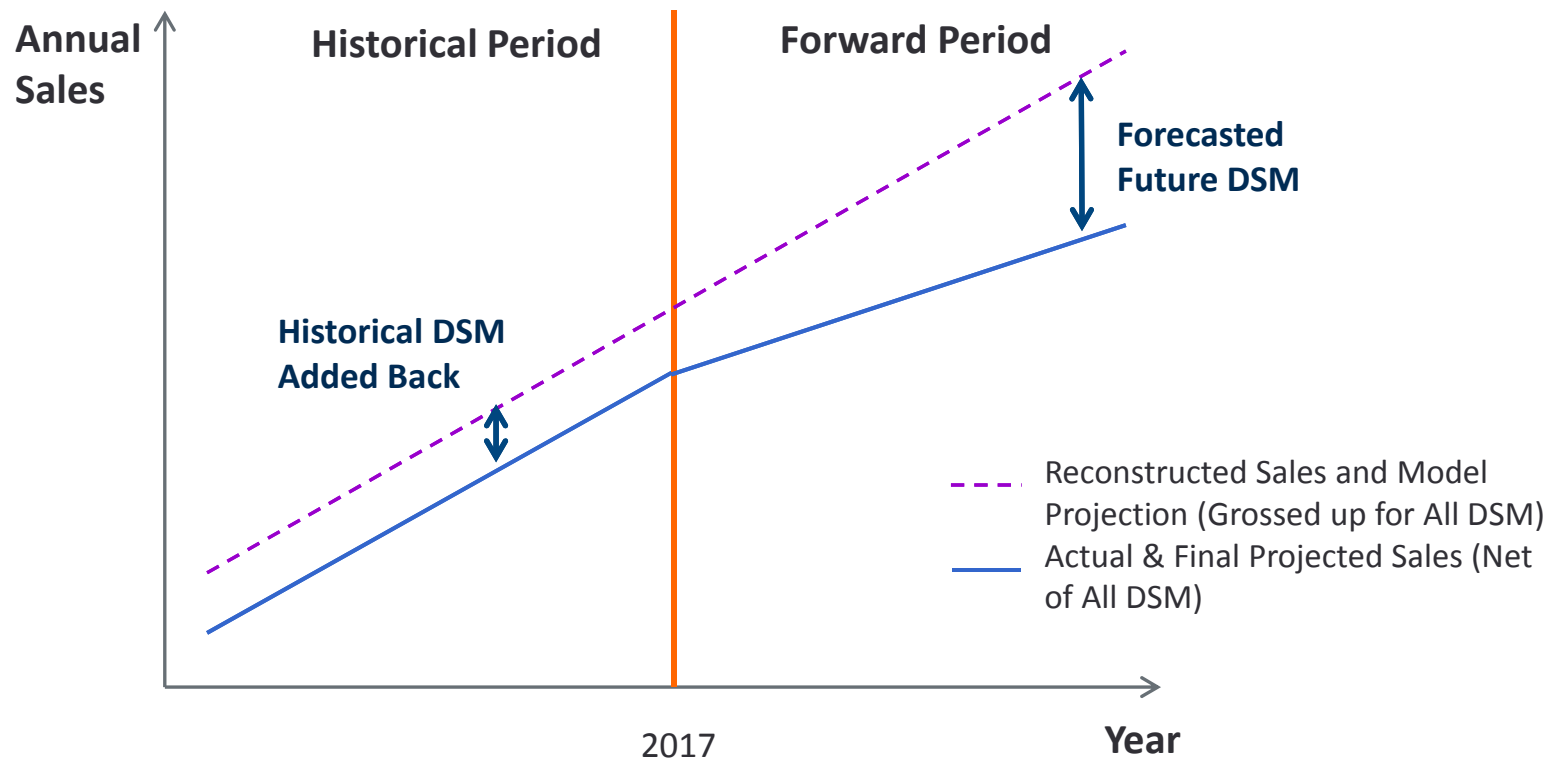 Annual
Sales
Historical Period
Forward Period
Forecasted
Future DSM
Historical DSM
Added Back
Reconstructed Sales and Model
Projection (Grossed up for All DSM)
Actual & Final Projected Sales (Net
of All DSM)
2017
Year